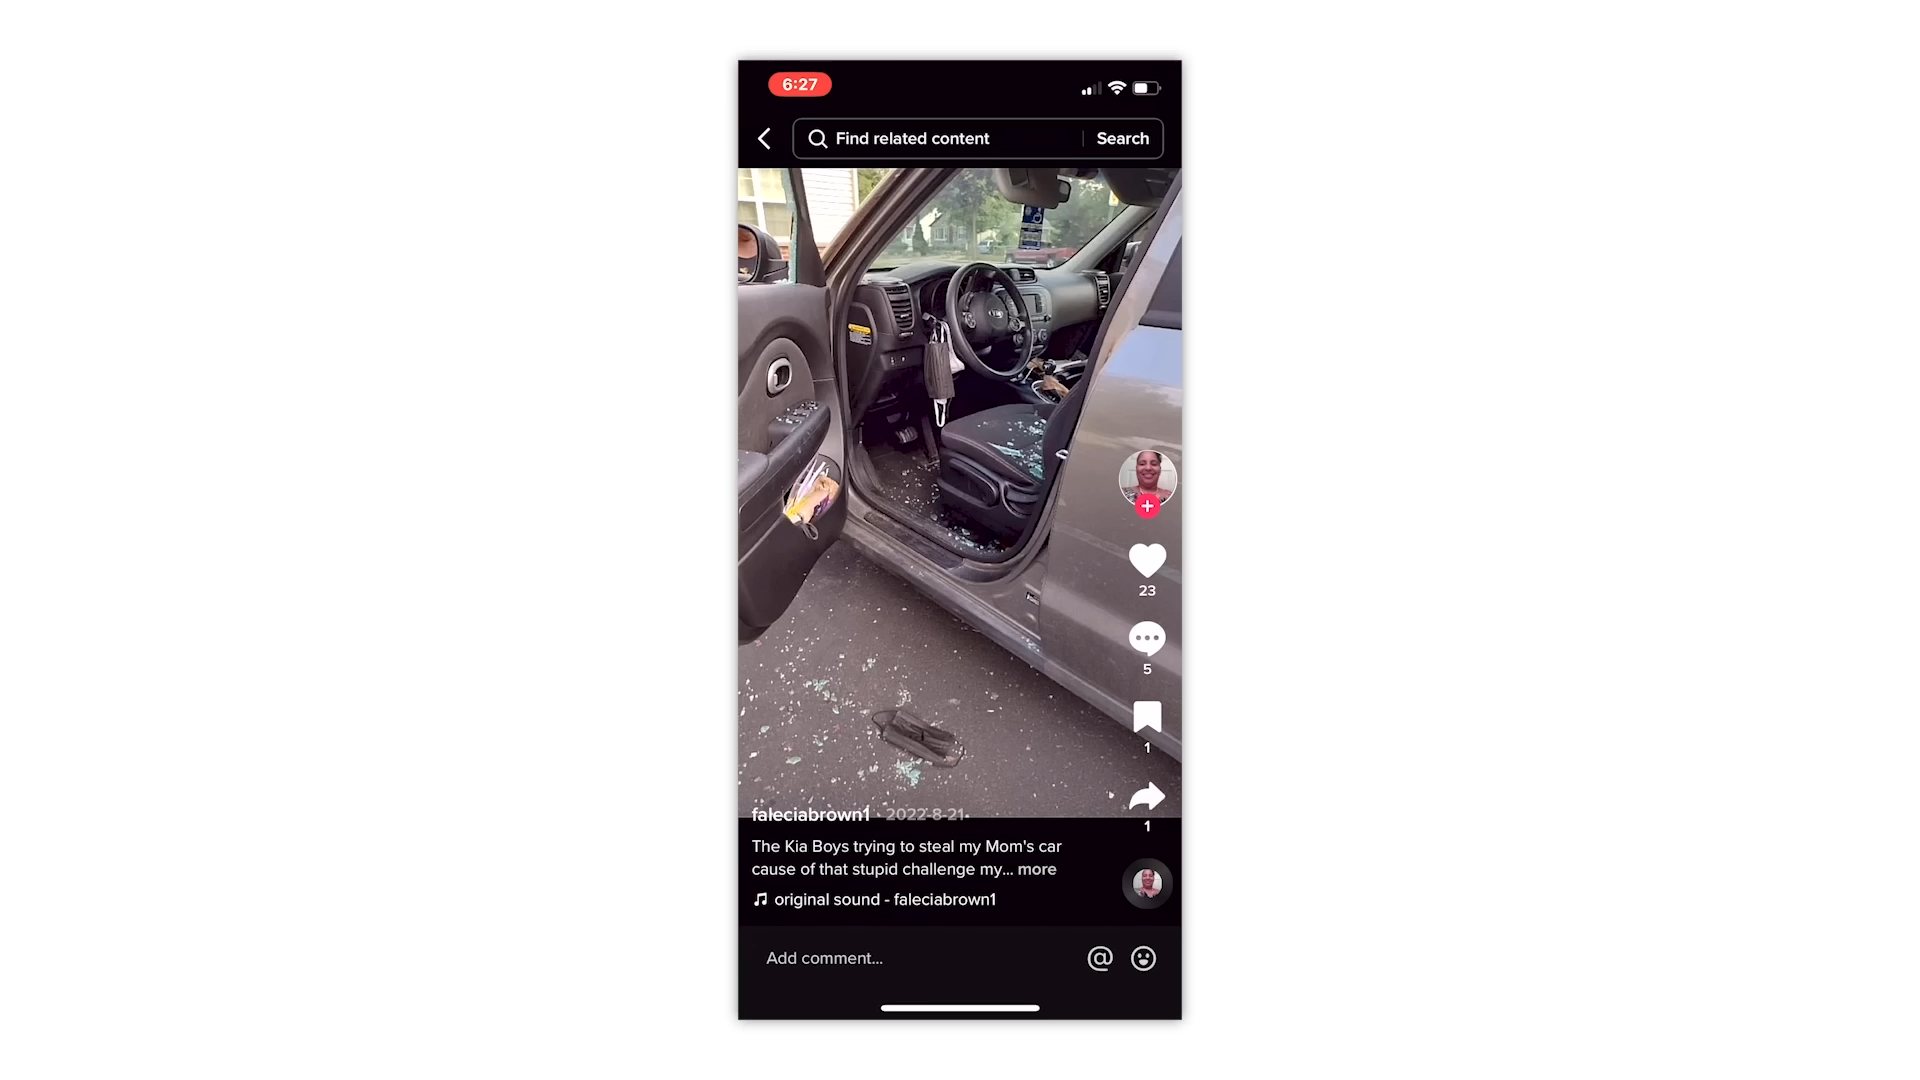 6:27
Find related content
Search
KIA
23
5
1
1
faleciabrown1 · 2022-8-21
The Kia Boys trying to steal my Mom's car
cause of that stupid challenge my... more
original sound - faleciabrown1
Add comment...
@